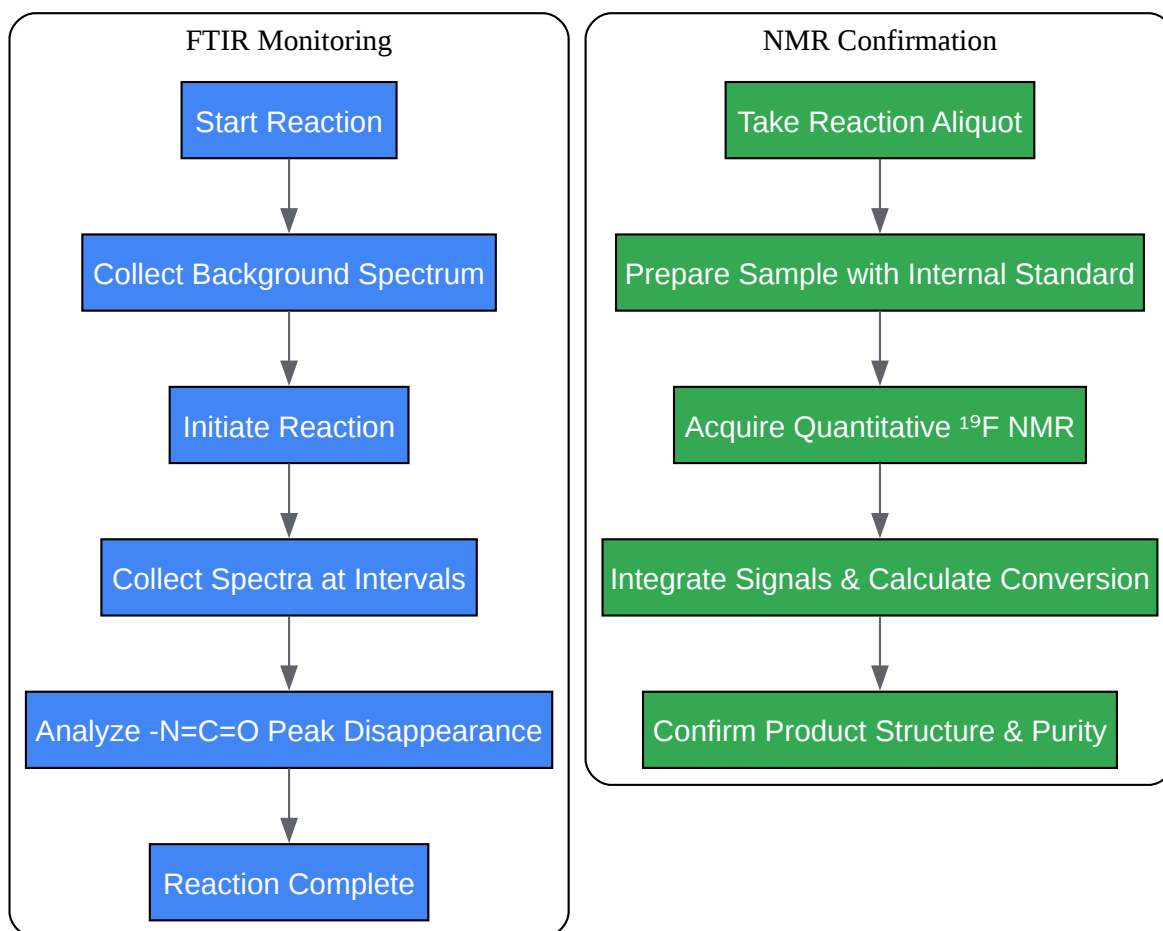 FTIR Monitoring
Start Reaction
Collect Background Spectrum
Initiate Reaction
Collect Spectra at Intervals
Analyze -N=C=O Peak Disappearance
Reaction Complete
NMR Confirmation
Take Reaction Aliquot
Prepare Sample with Internal Standard
Acquire Quantitative ¹⁹F NMR
Integrate Signals & Calculate Conversion
Confirm Product Structure & Purity